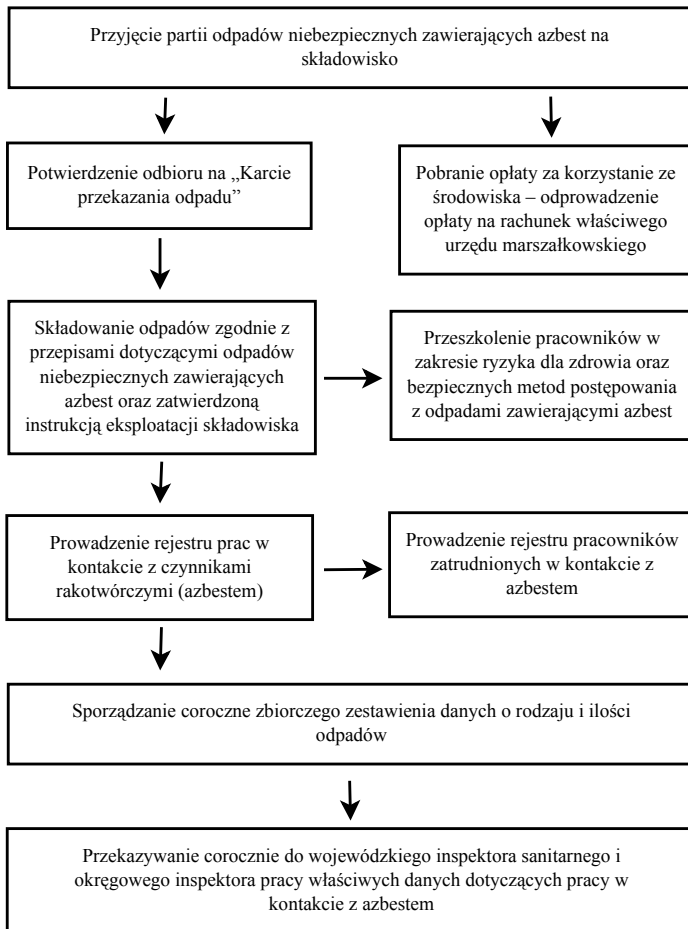 Przyjęcie partii odpadów niebezpiecznych zawierających azbest na
składowisko
Potwierdzenie odbioru na „Karcie
przekazania odpadu”
Pobranie opłaty za korzystanie ze
środowiska – odprowadzenie
opłaty na rachunek właściwego
urzędu marszałkowskiego
Składowanie odpadów zgodnie z
przepisami dotyczącymi odpadów
niebezpiecznych zawierających
azbest oraz zatwierdzoną
instrukcją eksploatacji składowiska
Przeszkolenie pracowników w
zakresie ryzyka dla zdrowia oraz
bezpiecznych metod postępowania
z odpadami zawierającymi azbest
Prowadzenie rejestru prac w
kontakcie z czynnikami
rakotwórczymi (azbestem)
Prowadzenie rejestru pracowników
zatrudnionych w kontakcie z
azbestem
Sporządzanie coroczne zbiorczego zestawienia danych o rodzaju i ilości
odpadów
Przekazywanie corocznie do wojewódzkiego inspektora sanitarnego i
okręgowego inspektora pracy właściwych danych dotyczących pracy w
kontakcie z azbestem